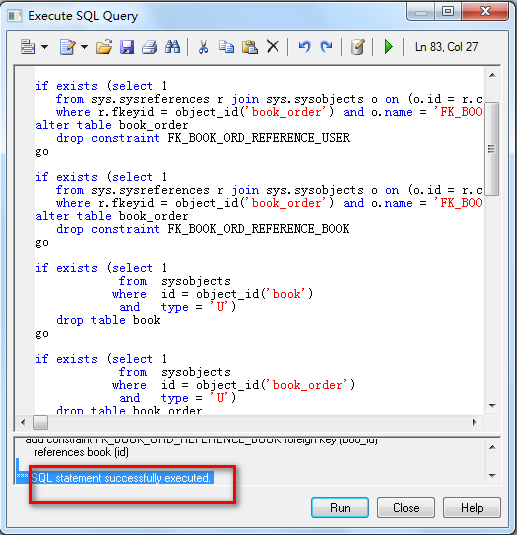 Execute SQL Query
Ln 83, Col 27
if exists (select 1
from sys.sysreferences r join sys.sysobjects o on (o.id = r.c
where r.fkeyid = object_id('book_order') and o.name = 'FK_BOO
alter table book_order
drop constraint FK_BOOK_ORD_REFERENCE_USER
go
if exists (select 1
from sys.sysreferences r join sys.sysobjects o on (o.id = r.c
where r.fkeyid = object_id('book_order') and o.name = 'FK_BOO
alter table book_order
drop constraint FK_BOOK_ORD_REFERENCE_BOOK
go
if exists (select 1
from sysobjects
where id = object_id('book')
and type = 'U')
drop table book
go
if exists (select 1
from sysobjects
where id = object_id('book_order')
and type = 'U')
drop table book_order
add constraint FK_BOOK_ORD_REFERENCE_BOOK foreign key (boo_id)
references book (id)
*** SQL statement successfully executed.
Run
Close
Help